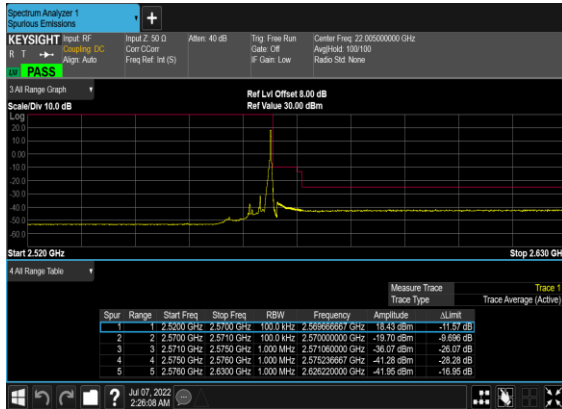 Spectrum Analyzer 1
Spurious Emissions
+
KEYSIGHT Input: RF Input Z: 50 Ω Atten: 40 dB Trig: Free Run Center Freq: 22.005000000 GHz
R T Coupling: DC Corr CCorr Gate: Off Avg|Hold: 100/100
Align: Auto Freq Ref: Int (S) IF Gain: Low Radio Std: None
PASS
3 All Range Graph
Ref Lvl Offset 8.00 dB
Scale/Div 10.0 dB Ref Value 30.00 dBm
Log
20.0
10.0
0.00
-10.0
-20.0
-30.0
-40.0
-50.0
-60.0
Start 2.520 GHz Stop 2.630 GH
4 All Range Table
Measure Trace Trace 1
Trace Type Trace Average (Active)
Spur Range Start Freq Stop Freq RBW Frequency Amplitude ΔLimit
1 1 2.5200 GHz 2.5700 GHz 100.0 kHz 2.569666667 GHz 18.43 dBm -11.57 dB
2 2 2.5700 GHz 2.5710 GHz 100.0 kHz 2.570000000 GHz -19.70 dBm -9.696 dB
3 3 2.5710 GHz 2.5750 GHz 1.000 MHz 2.571060000 GHz -36.07 dBm -26.07 dB
4 4 2.5750 GHz 2.5760 GHz 1.000 MHz 2.575236667 GHz -41.28 dBm -28.28 dB
5 5 2.5760 GHz 2.6300 GHz 1.000 MHz 2.626220000 GHz -41.95 dBm -16.95 dB
? Jul 07, 2022
2:26:08 AM